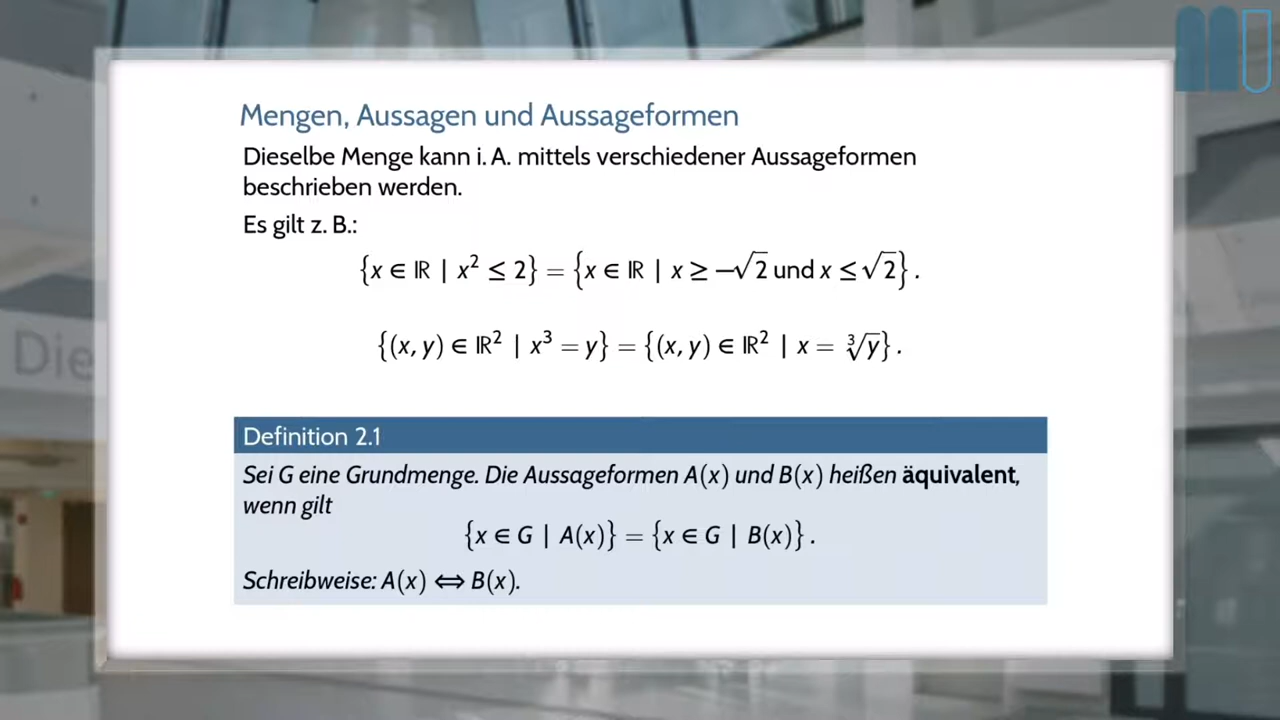 Mengen, Aussagen und Aussageformen
Dieselbe Menge kann i. A. mittels verschiedener Aussageformen
beschrieben werden.
Es gilt z. B.:
{x ∈ ℝ | x² ≤ 2} = {x ∈ ℝ | x ≥ −√2 und x ≤ √2} .
{(x, y) ∈ ℝ² | x³ = y} = {(x, y) ∈ ℝ² | x = ∛y} .
Definition 2.1
Sei G eine Grundmenge. Die Aussageformen A(x) und B(x) heißen äquivalent,
wenn gilt
{x ∈ G | A(x)} = {x ∈ G | B(x)} .
Schreibweise: A(x) ⟺ B(x).
Die